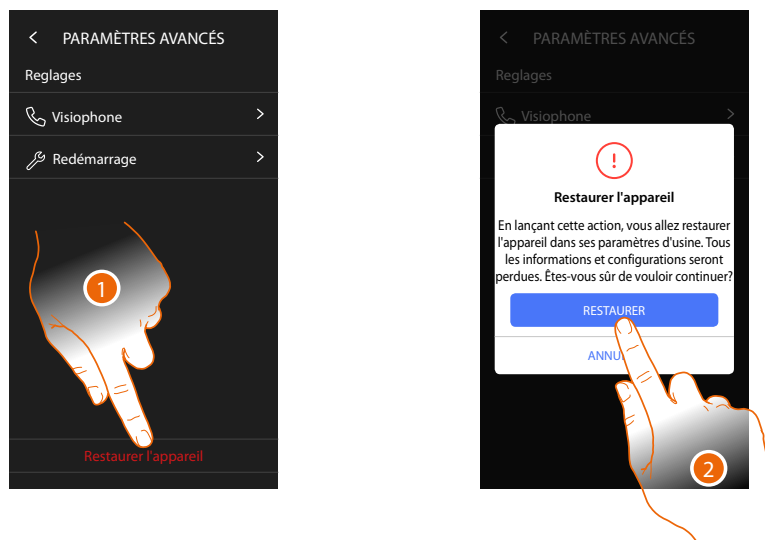 PARAMÈTRES AVANCÉS
Reglages
Visiophone
Redémarrage
1
Restaurer l'appareil
PARAMÈTRES AVANCÉS
Reglages
Visiophone
Restaurer l'appareil
En lançant cette action, vous allez restaurer
l'appareil dans ses paramètres d'usine. Tous
les informations et configurations seront
perdues. Êtes-vous sûr de vouloir continuer?
RESTAURER
ANNU
2